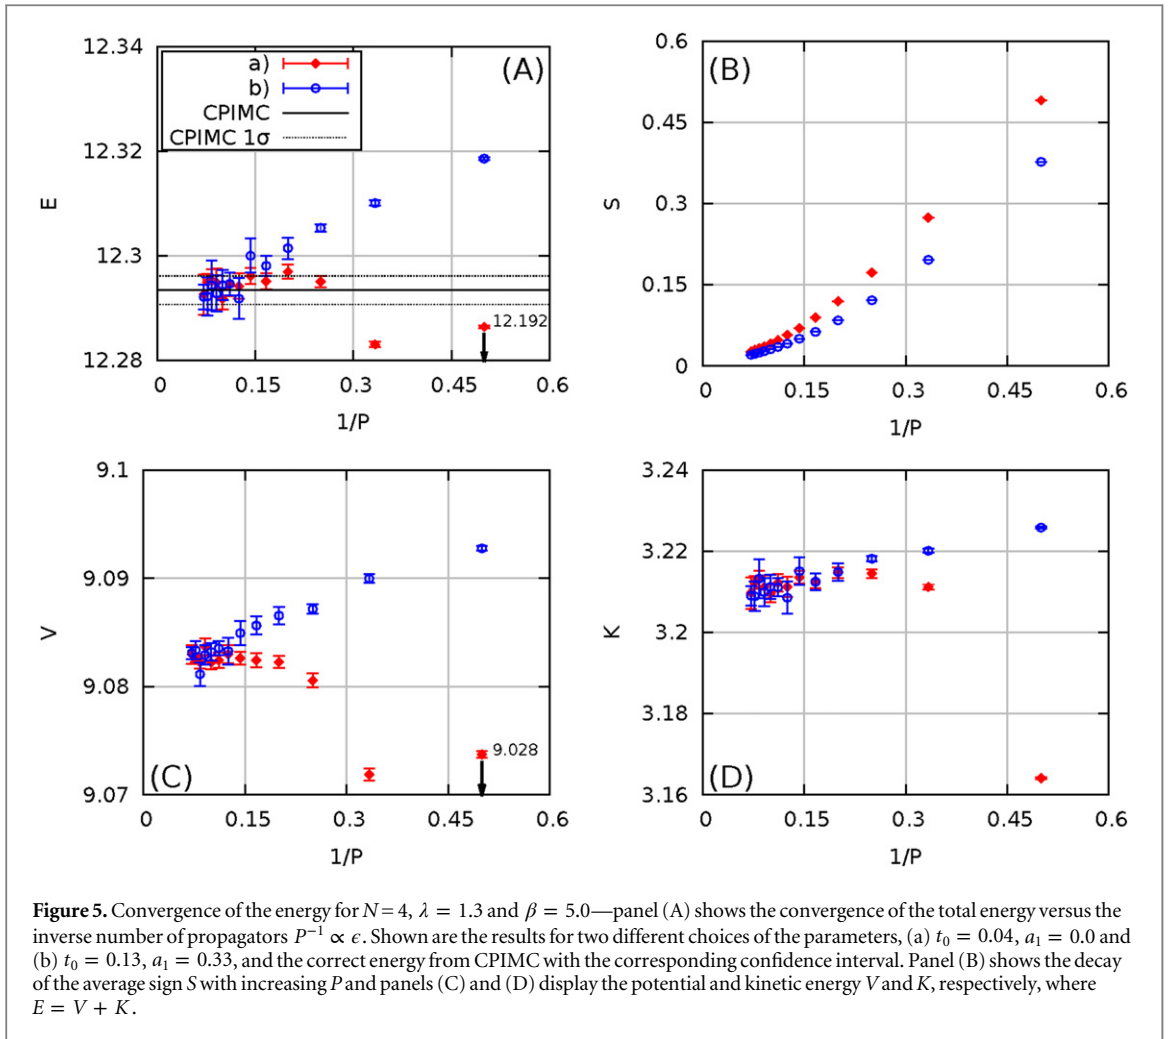 12.34
12.32
12.3
12.28
E
a)
b)
CPIMC
CPIMC 1σ
(A)
12.192
0 0.15 0.3 0.45 0.6
1/P
0.6
0.45
0.3
0.15
0
S
(B)
0 0.15 0.3 0.45 0.6
1/P
9.1
9.09
9.08
9.07
V
9.028
(C)
0 0.15 0.3 0.45 0.6
1/P
3.24
3.22
3.2
3.18
3.16
K
(D)
0 0.15 0.3 0.45 0.6
1/P
Figure 5. Convergence of the energy for N = 4, λ = 1.3 and β = 5.0—panel (A) shows the convergence of the total energy versus the
inverse number of propagators P⁻¹ ∝ ϵ. Shown are the results for two different choices of the parameters, (a) t₀ = 0.04, a₁ = 0.0 and
(b) t₀ = 0.13, a₁ = 0.33, and the correct energy from CPIMC with the corresponding confidence interval. Panel (B) shows the decay
of the average sign S with increasing P and panels (C) and (D) display the potential and kinetic energy V and K, respectively, where
E = V + K.